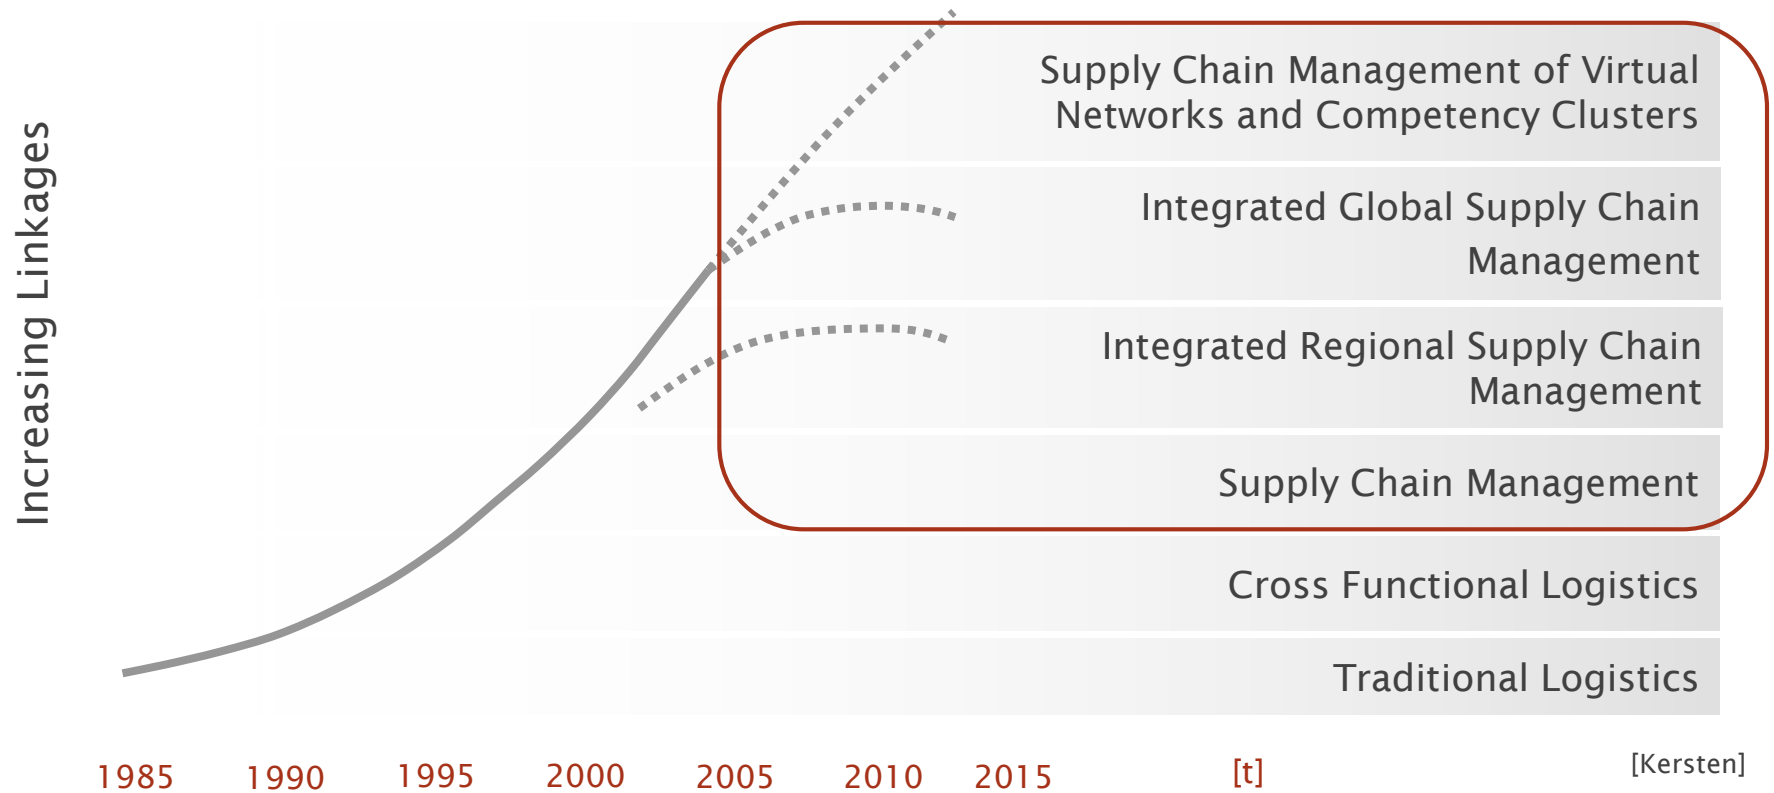 Increasing Linkages
Supply Chain Management of Virtual
Networks and Competency Clusters
Integrated Global Supply Chain
Management
Integrated Regional Supply Chain
Management
Supply Chain Management
Cross Functional Logistics
Traditional Logistics
1985 1990 1995 2000 2005 2010 2015 [t] [Kersten]